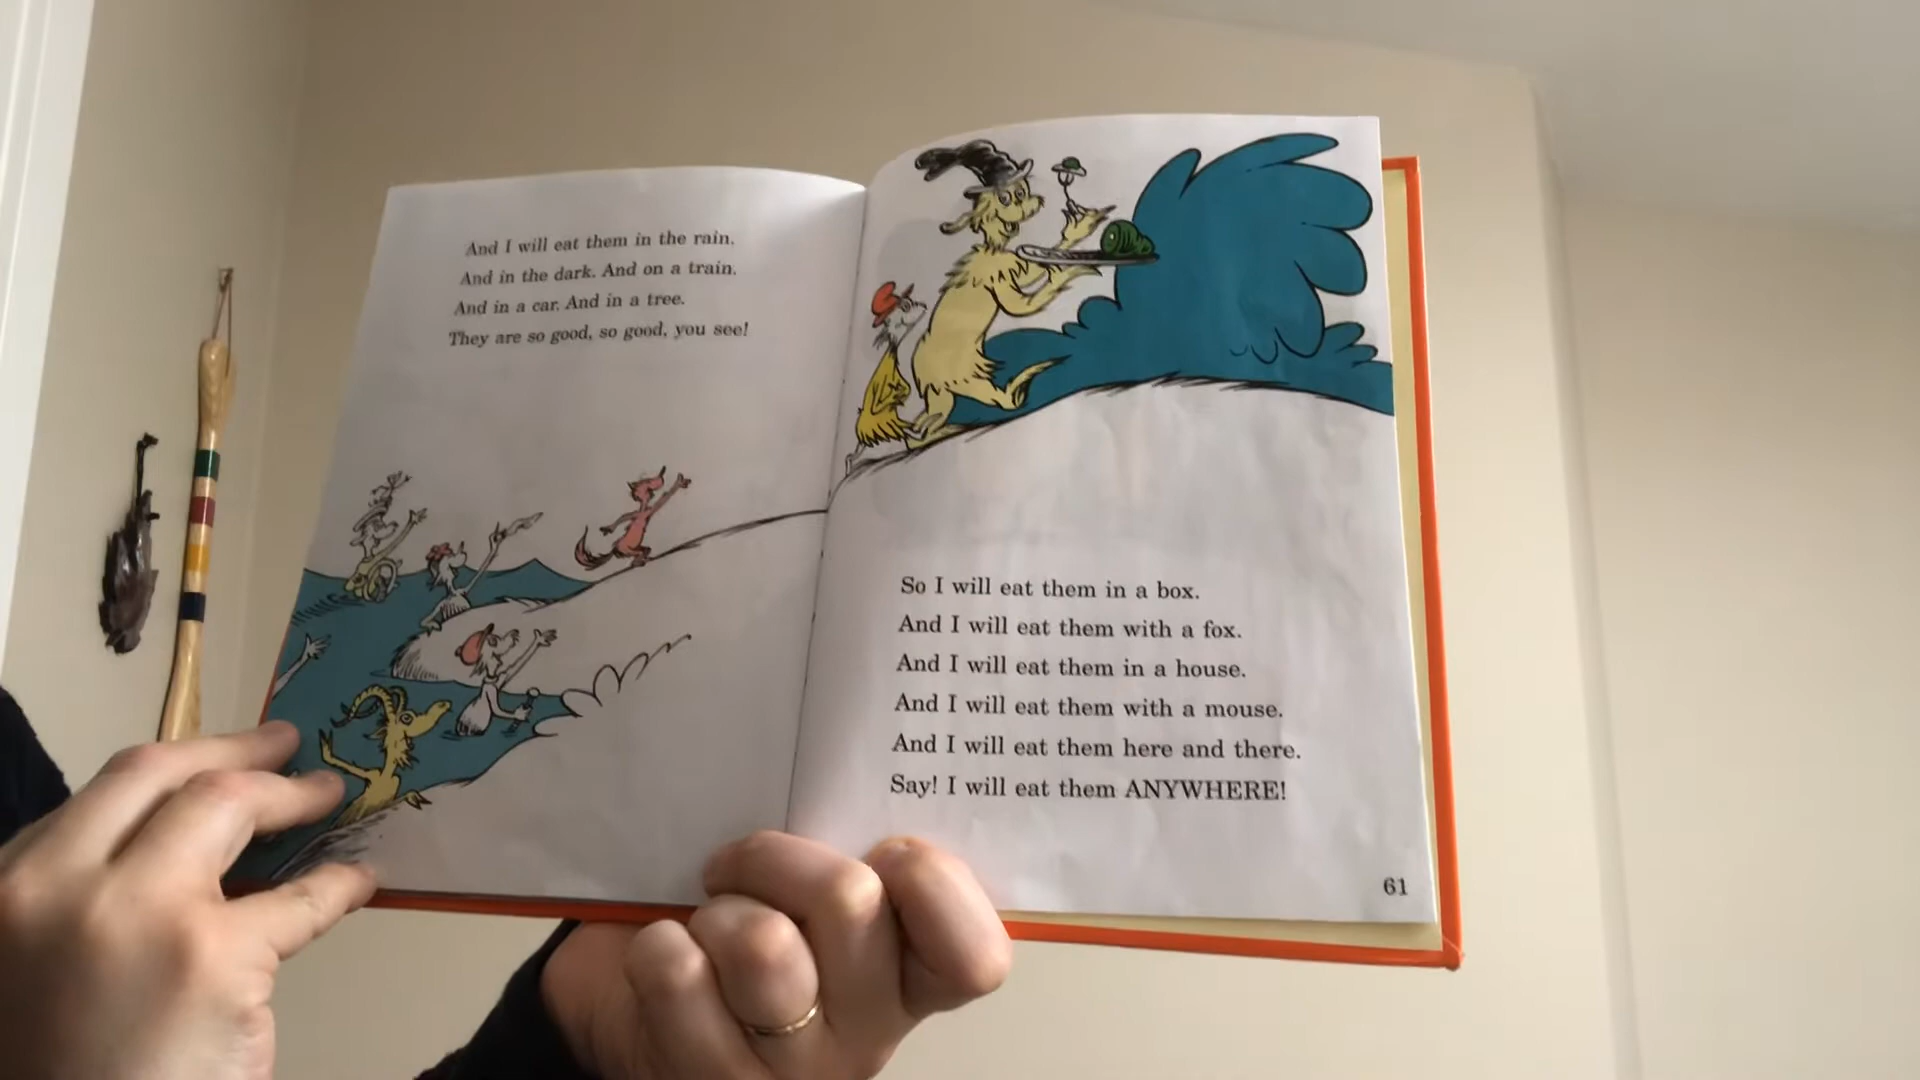 And I will eat them in the rain.
And in the dark. And on a train.
And in a car. And in a tree.
They are so good, so good, you see!
So I will eat them in a box.
And I will eat them with a fox.
And I will eat them in a house.
And I will eat them with a mouse.
And I will eat them here and there.
Say! I will eat them ANYWHERE!
61